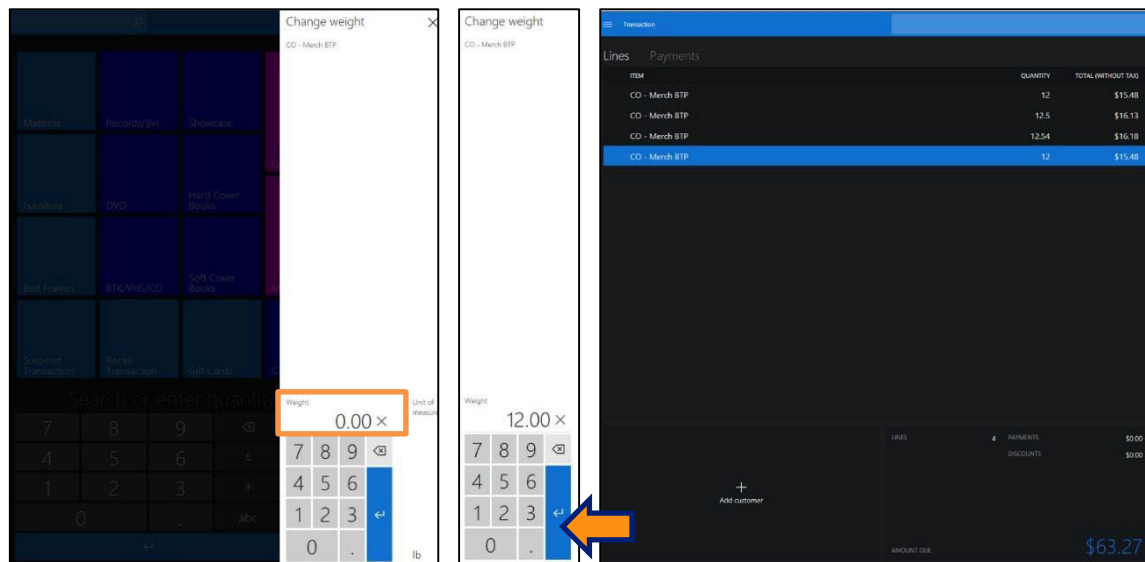 Change weight
CO - Merch BTP
Mattress
Records/Bin
Showcase
Furniture
DVD
Hard Cover
Books
Bed Frames
BTK/VHS/CD
Soft Cover
Books
Suspend
Transaction
Recall
Transaction
Gift Cards
Search or enter quantity
7 8 9
4 5 6 ±
1 2 3 *
0 . abc
Weight
0.00 ×
Unit of
measure
7 8 9
4 5 6
1 2 3
0 .
lb
Change weight
CO - Merch BTP
Weight
12.00 ×
7 8 9
4 5 6
1 2 3
0 .
Transaction
Lines Payments
ITEM QUANTITY TOTAL (WITHOUT TAX)
CO - Merch BTP 12 $15.48
CO - Merch BTP 12.5 $16.13
CO - Merch BTP 12.54 $16.18
CO - Merch BTP 12 $15.48
Add customer
LINES 4 PAYMENTS $0.00
DISCOUNTS $0.00
AMOUNT DUE $63.27